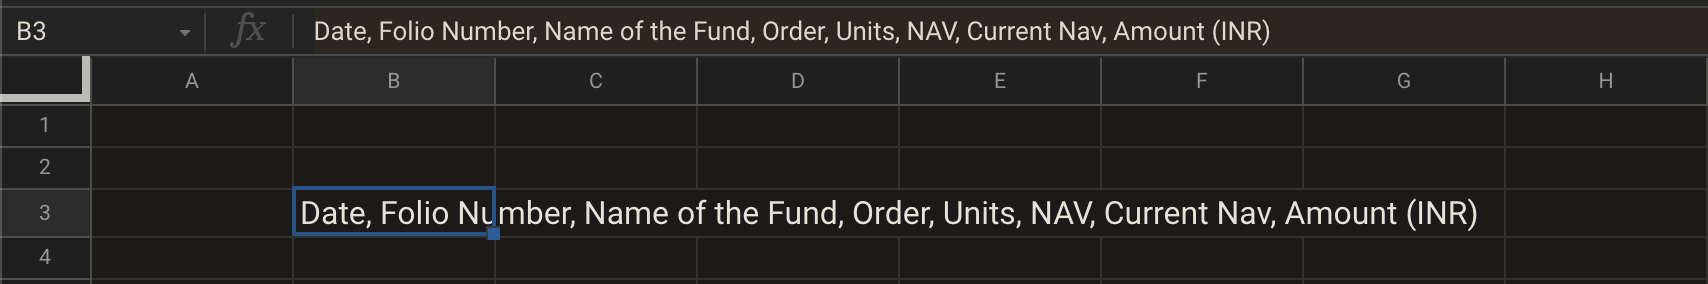 B3 fx Date, Folio Number, Name of the Fund, Order, Units, NAV, Current Nav, Amount (INR)
A B C D E F G H
1
2
3 Date, Folio Number, Name of the Fund, Order, Units, NAV, Current Nav, Amount (INR)
4